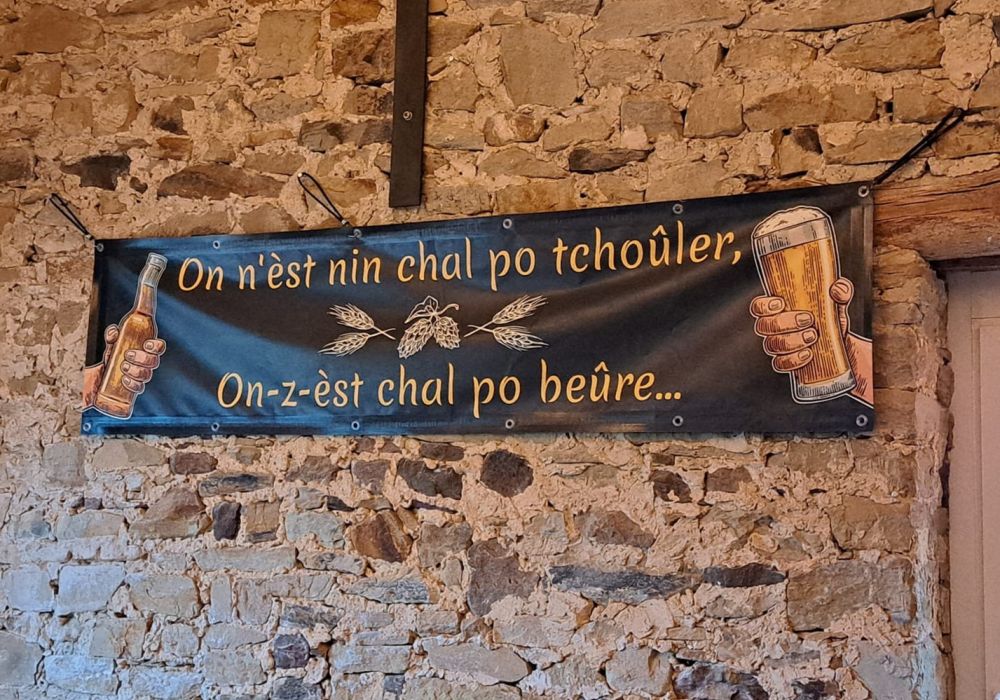 On n'èst nin chal po tchoûler,
On-z-èst chal po beûre...